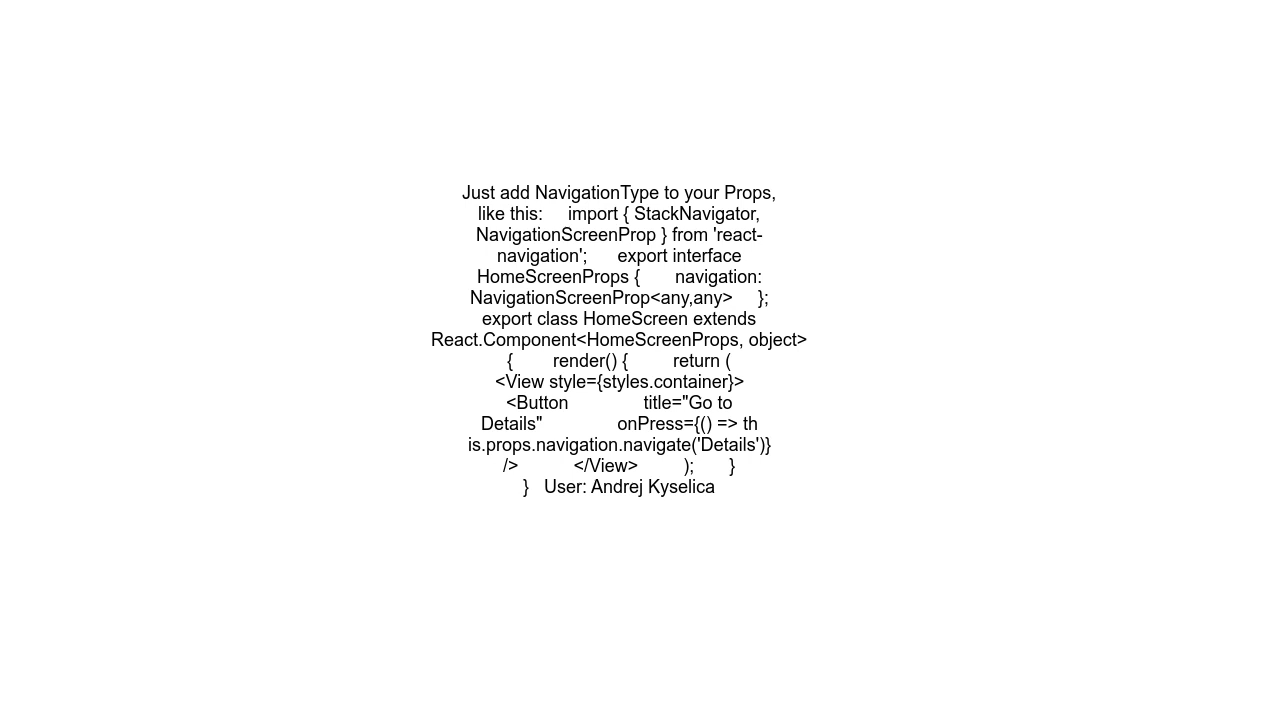 Just add NavigationType to your Props,
like this:     import { StackNavigator,
NavigationScreenProp } from 'react-
navigation';      export interface
HomeScreenProps {       navigation:
NavigationScreenProp<any,any>     };
export class HomeScreen extends
React.Component<HomeScreenProps, object>
{        render() {         return (
<View style={styles.container}>
<Button               title="Go to
Details"               onPress={() => th
is.props.navigation.navigate('Details')}
/>           </View>         );       }
}   User: Andrej Kyselica